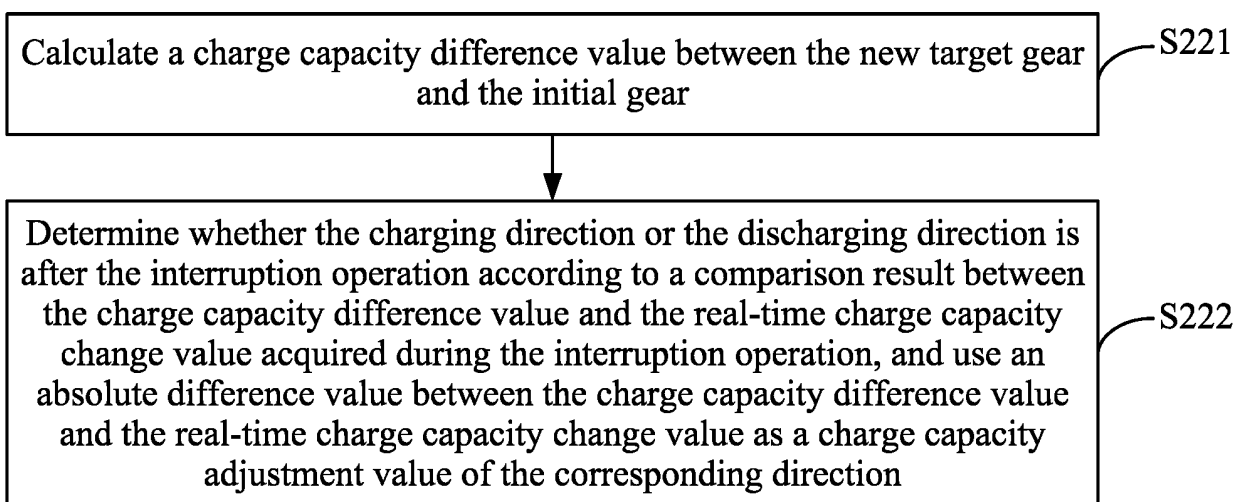 Calculate a charge capacity difference value between the new target gear
and the initial gear
S221
Determine whether the charging direction or the discharging direction is
after the interruption operation according to a comparison result between
the charge capacity difference value and the real-time charge capacity
change value acquired during the interruption operation, and use an
absolute difference value between the charge capacity difference value
and the real-time charge capacity change value as a charge capacity
adjustment value of the corresponding direction
S222